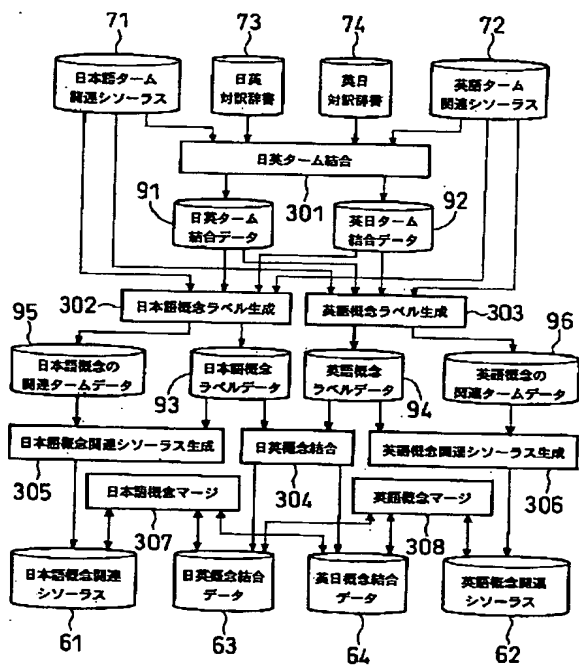 71
73
74
72
日本語ターム
関連シソーラス
日英
対訳辞書
英日
対訳辞書
英語ターム
関連シソーラス
日英ターム結合
301
91
92
日英ターム
結合データ
英日ターム
結合データ
302
日本語概念ラベル生成
英語概念ラベル生成
303
95
96
日本語概念の
関連タームデータ
日本語概念
ラベルデータ
英語概念
ラベルデータ
英語概念の
関連タームデータ
93
94
日本語概念関連シソーラス生成
日英概念結合
英語概念関連シソーラス生成
305
304
306
日本語概念マージ
英語概念マージ
307
308
日本語概念関連
シソーラス
日英概念結合
データ
英日概念結合
データ
英語概念関連
シソーラス
61
63
64
62